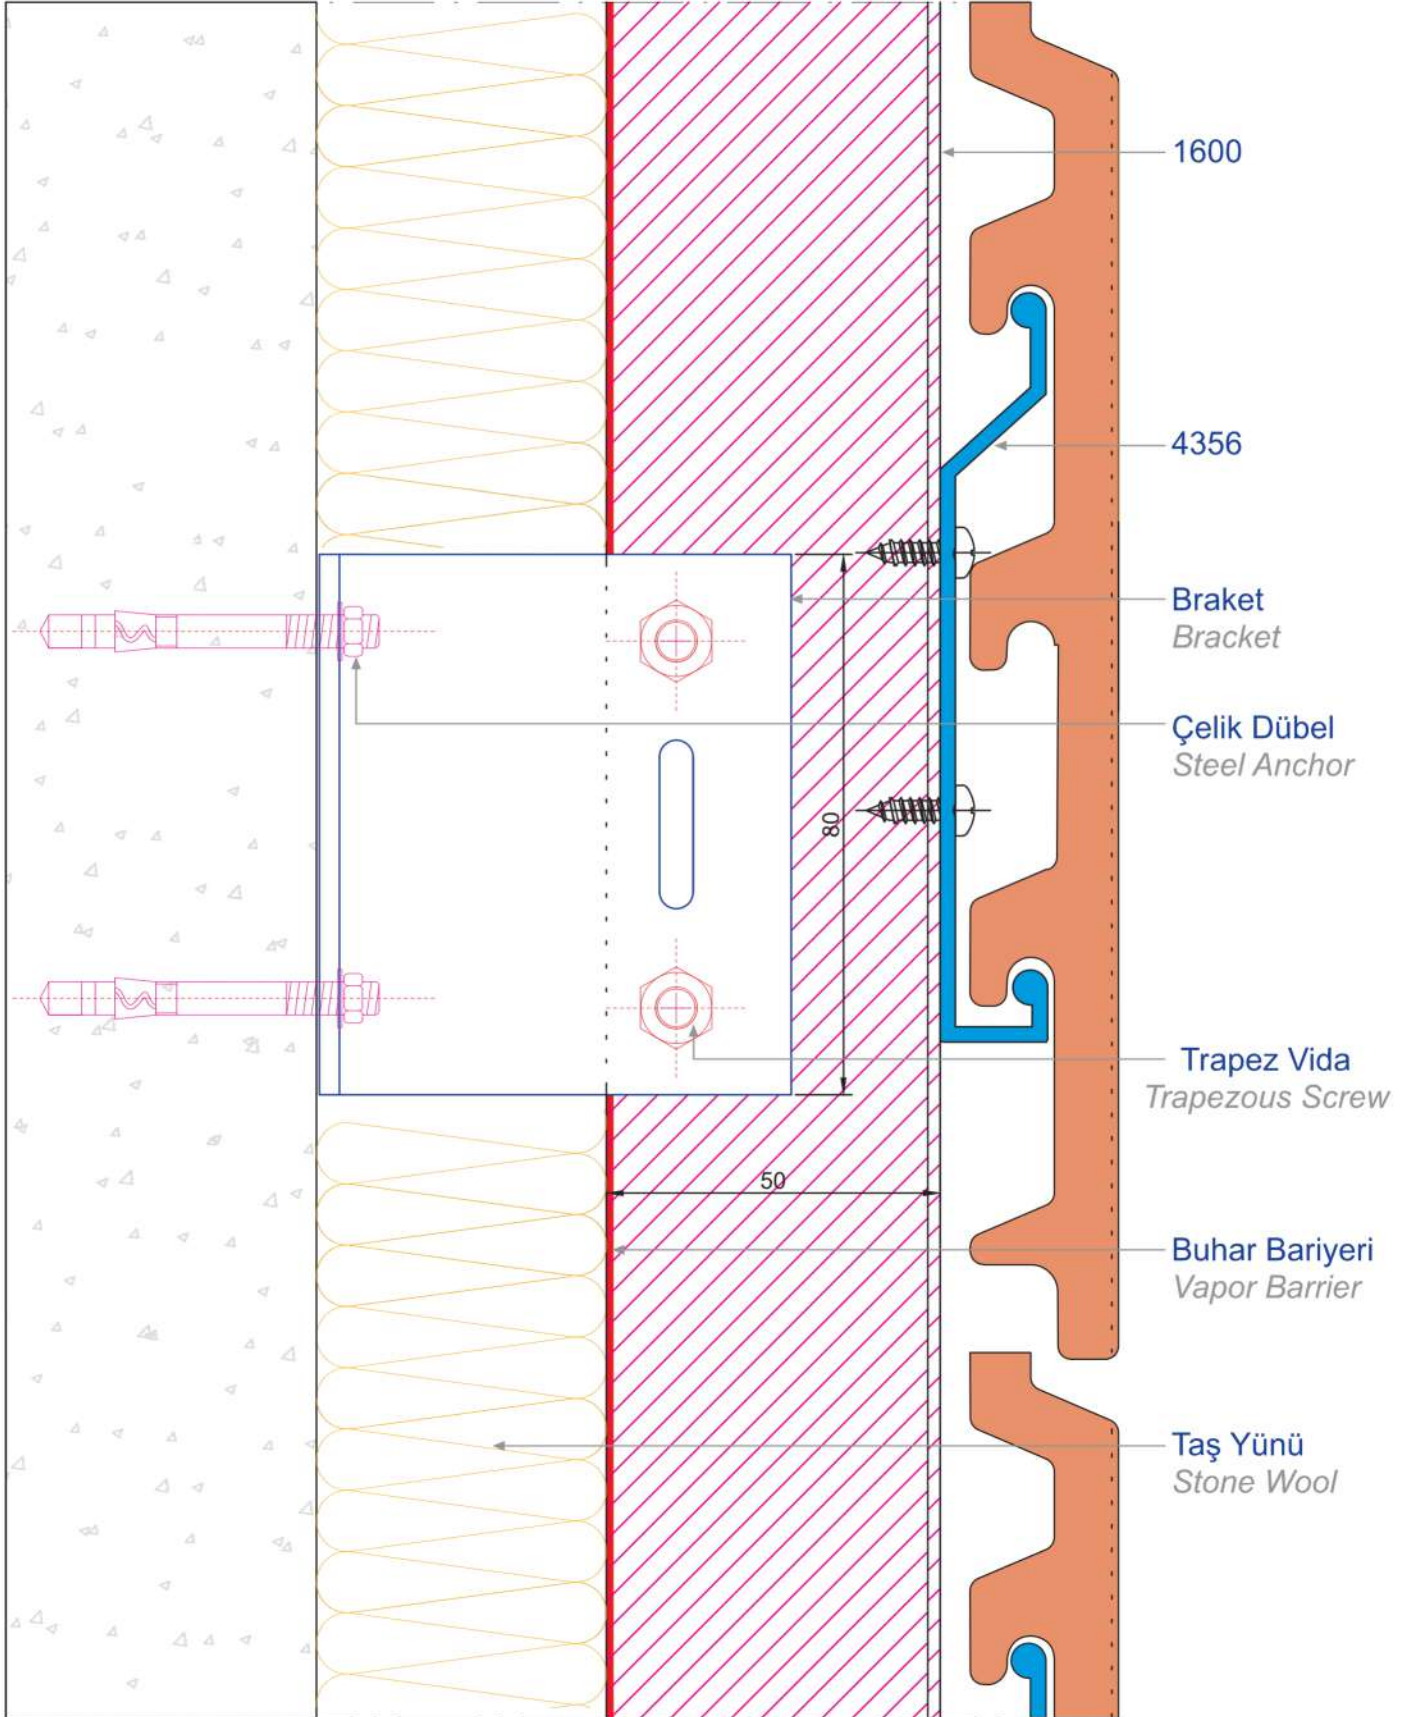 1600
4356
Braket
Bracket
Çelik Dübel
Steel Anchor
80
Trapez Vida
Trapezous Screw
50
Buhar Bariyeri
Vapor Barrier
Taş Yünü
Stone Wool